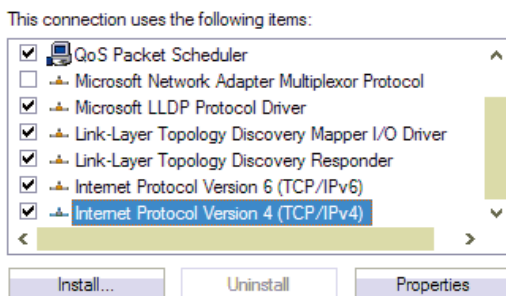 This connection uses the following items:
QoS Packet Scheduler
Microsoft Network Adapter Multiplexor Protocol
Microsoft LLDP Protocol Driver
Link-Layer Topology Discovery Mapper I/O Driver
Link-Layer Topology Discovery Responder
Internet Protocol Version 6 (TCP/IPv6)
Internet Protocol Version 4 (TCP/IPv4)
Install... Uninstall Properties